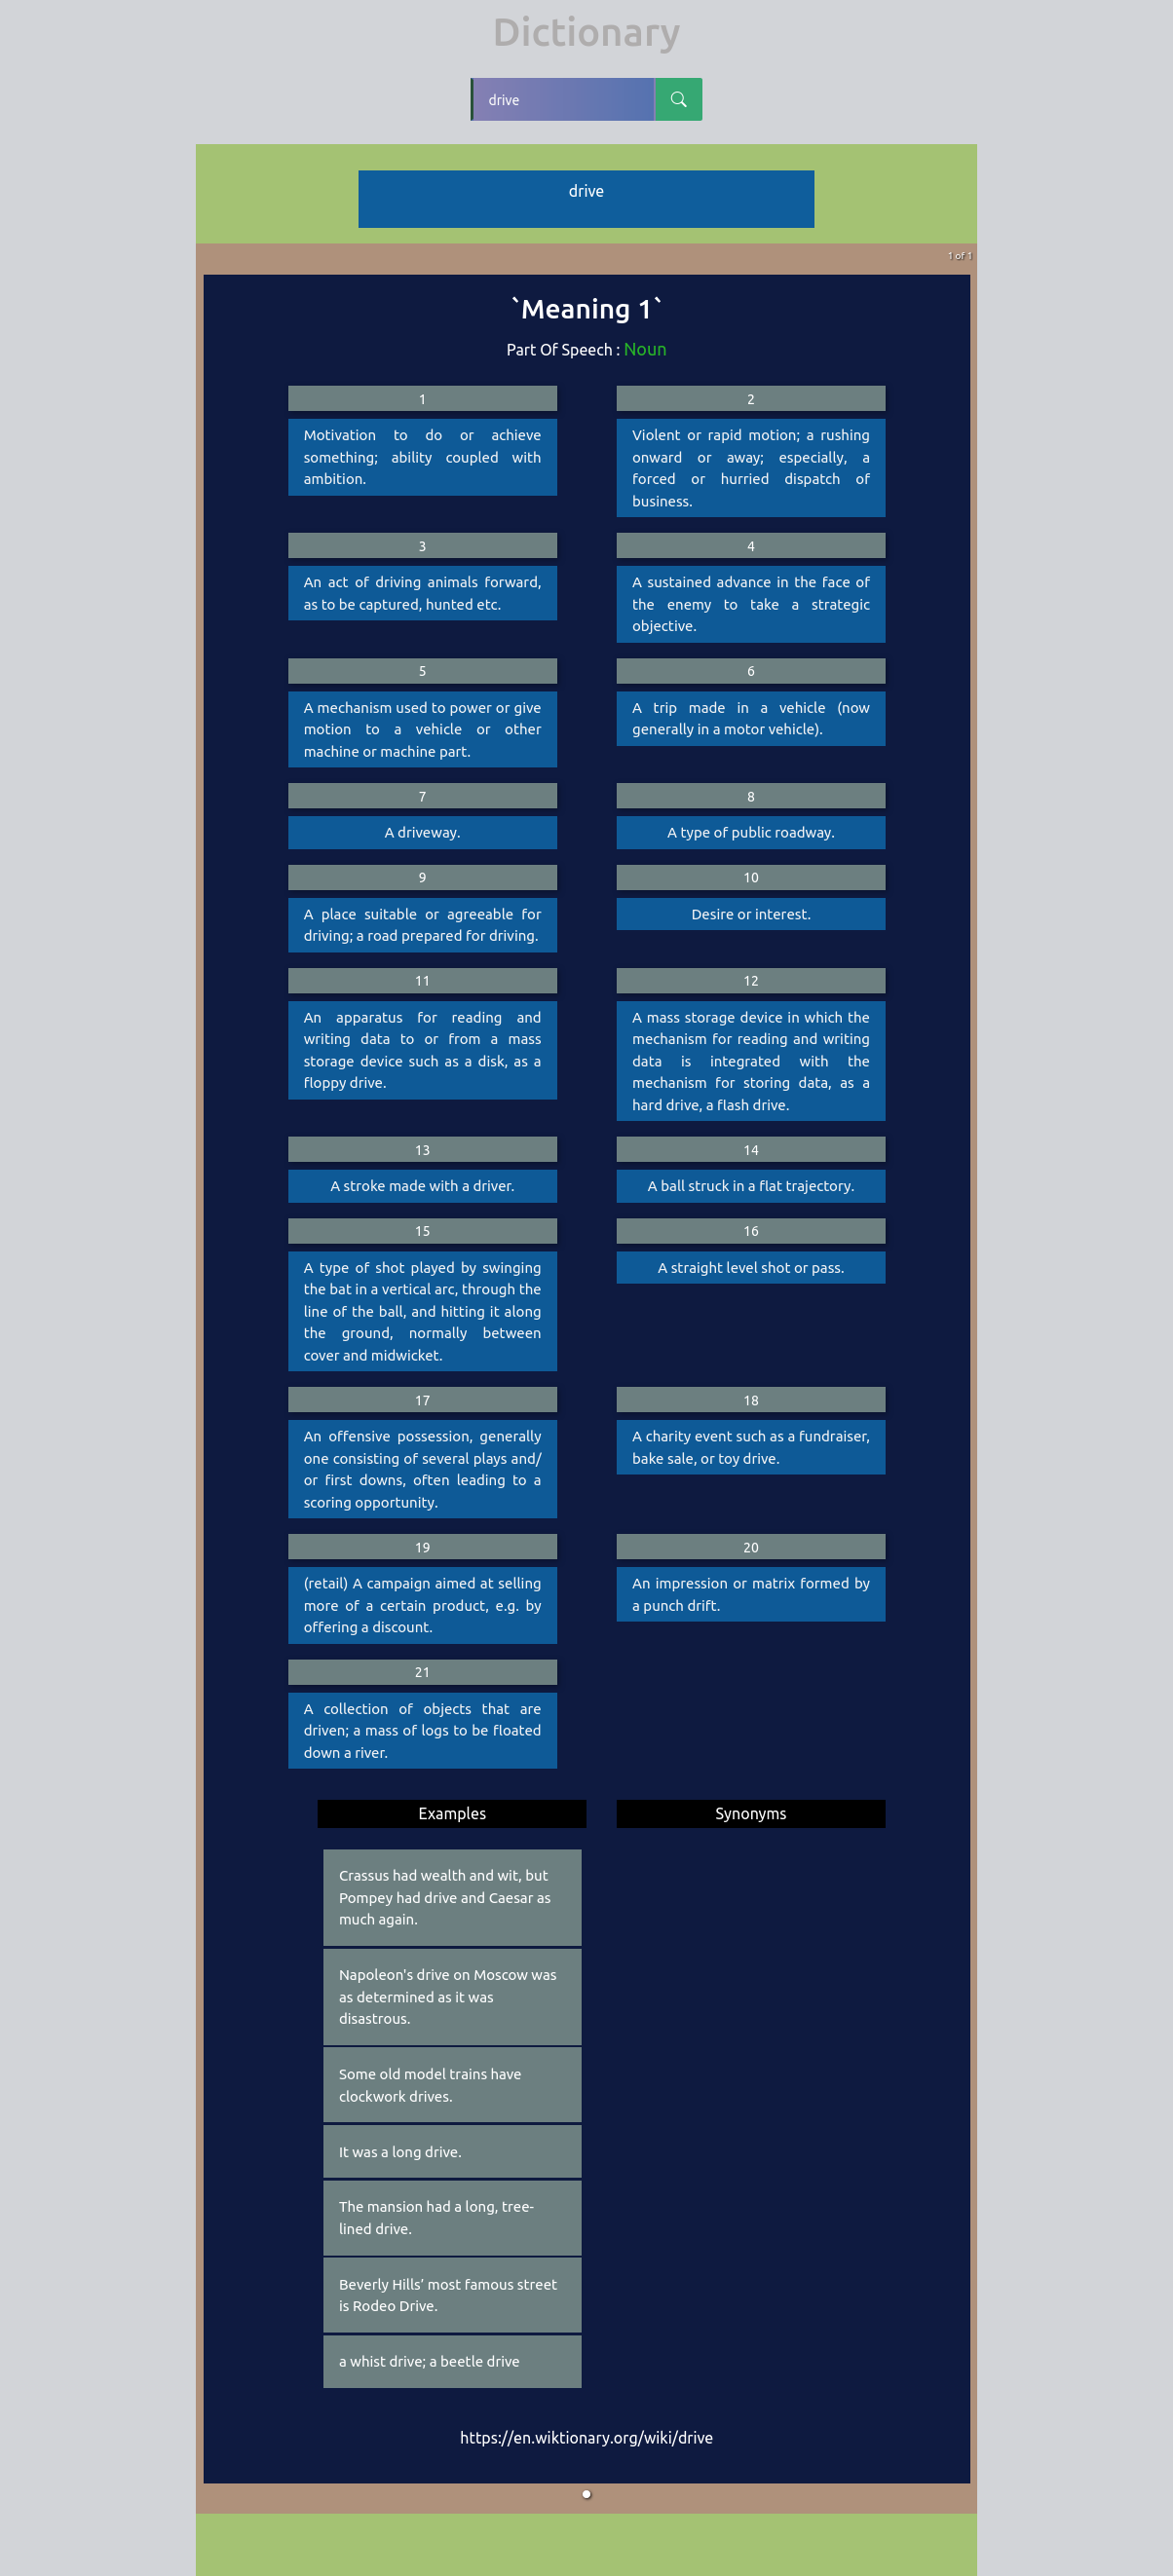 Dictionary
drive
drive
1 of 1
`Meaning 1`
Part Of Speech : Noun
1
Motivation to do or achieve
something; ability coupled with
ambition.
2
Violent or rapid motion; a rushing
onward or away; especially, a
forced or hurried dispatch of
business.
3
An act of driving animals forward,
as to be captured, hunted etc.
4
A sustained advance in the face of
the enemy to take a strategic
objective.
5
A mechanism used to power or give
motion to a vehicle or other
machine or machine part.
6
A trip made in a vehicle (now
generally in a motor vehicle).
7
A driveway.
8
A type of public roadway.
9
A place suitable or agreeable for
driving; a road prepared for driving.
10
Desire or interest.
11
An apparatus for reading and
writing data to or from a mass
storage device such as a disk, as a
floppy drive.
12
A mass storage device in which the
mechanism for reading and writing
data is integrated with the
mechanism for storing data, as a
hard drive, a flash drive.
13
A stroke made with a driver.
14
A ball struck in a flat trajectory.
15
A type of shot played by swinging
the bat in a vertical arc, through the
line of the ball, and hitting it along
the ground, normally between
cover and midwicket.
16
A straight level shot or pass.
17
An offensive possession, generally
one consisting of several plays and/
or first downs, often leading to a
scoring opportunity.
18
A charity event such as a fundraiser,
bake sale, or toy drive.
19
(retail) A campaign aimed at selling
more of a certain product, e.g. by
offering a discount.
20
An impression or matrix formed by
a punch drift.
21
A collection of objects that are
driven; a mass of logs to be floated
down a river.
Examples
Synonyms
Crassus had wealth and wit, but
Pompey had drive and Caesar as
much again.
Napoleon's drive on Moscow was
as determined as it was
disastrous.
Some old model trains have
clockwork drives.
It was a long drive.
The mansion had a long, tree-
lined drive.
Beverly Hills’ most famous street
is Rodeo Drive.
a whist drive; a beetle drive
https://en.wiktionary.org/wiki/drive